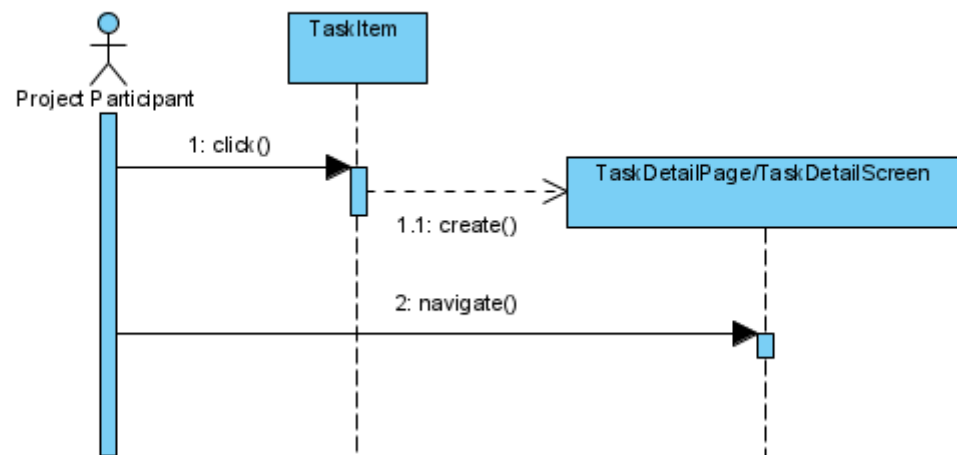 TaskItem
Project Participant
1: click()
TaskDetailPage/TaskDetailScreen
1.1: create()
2: navigate()